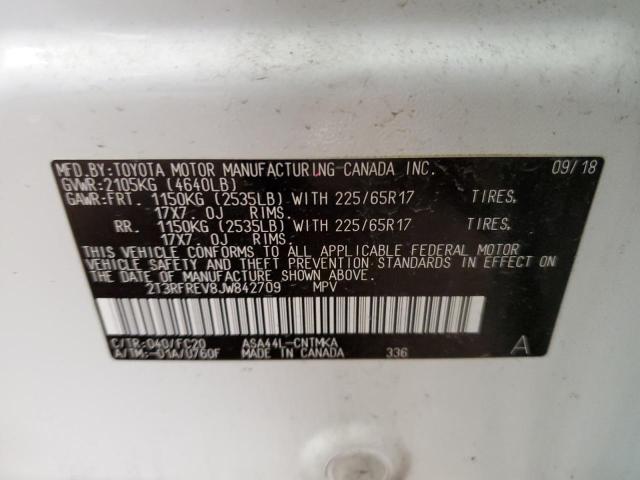 MFD.BY:TOYOTA MOTOR MANUFACTURING-CANADA INC. 09/18
GVWR:2105KG (4640LB)
GAWR:FRT. 1150KG (2535LB) WITH 225/65R17 TIRES,
17X7.0J RIMS.
RR. 1150KG (2535LB) WITH 225/65R17 TIRES,
17X7.0J RIMS.
THIS VEHICLE CONFORMS TO ALL APPLICABLE FEDERAL MOTOR
VEHICLE SAFETY AND THEFT PREVENTION STANDARDS IN EFFECT
ON THE DATE OF MANUFACTURE SHOWN ABOVE.
2T3RFREV8JW842709 MPV
C/TR:040/FC20 ASA44L-CNTMKA
A/TM:-01A/U760F MADE IN CANADA 336 A